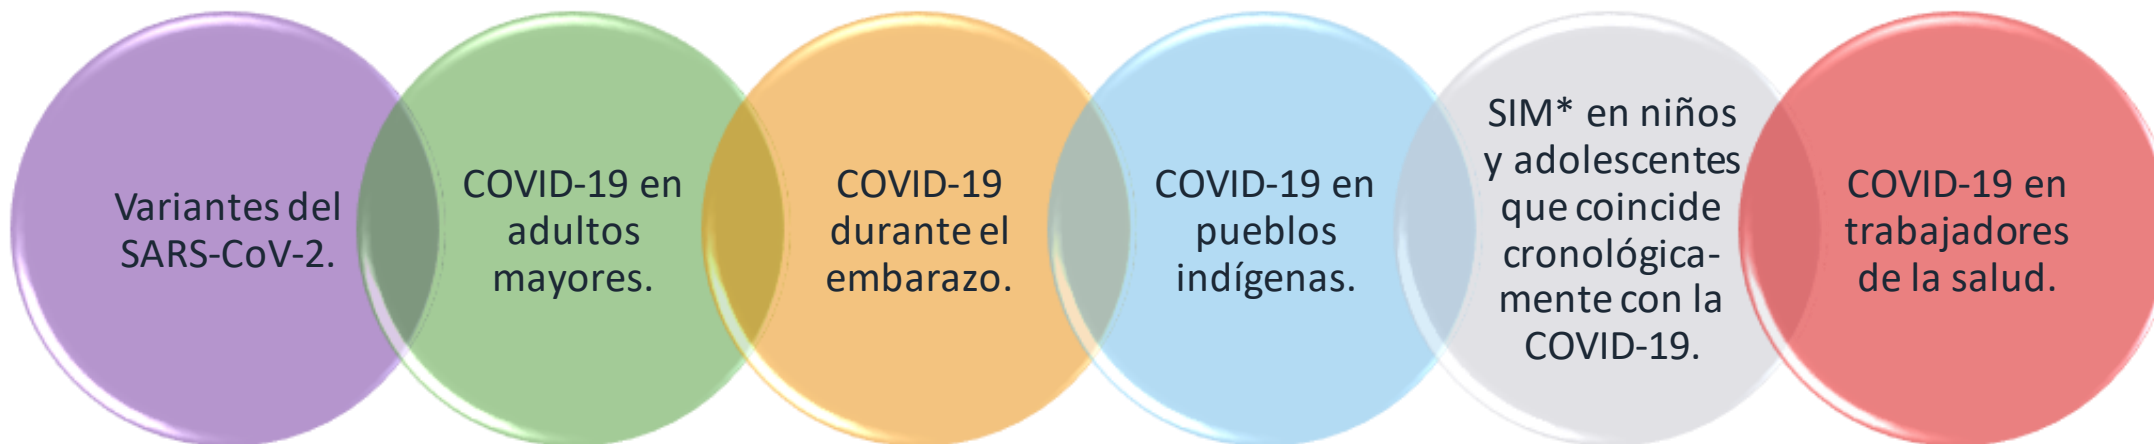 Variantes del
SARS-CoV-2.
COVID-19 en
adultos
mayores.
COVID-19
durante el
embarazo.
COVID-19 en
pueblos
indígenas.
SIM* en niños
y adolescentes
que coincide
cronológica-
mente con la
COVID-19.
COVID-19 en
trabajadores
de la salud.